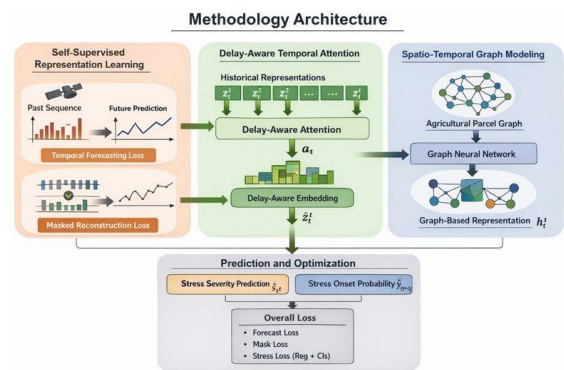 Methodology Architecture
Self-Supervised
Representation Learning
Past Sequence
Future Prediction
Temporal Forecasting Loss
Masked Reconstruction Loss
Delay-Aware Temporal Attention
Historical Representations
Delay-Aware Attention
a_t
Delay-Aware Embedding
Spatio-Temporal Graph Modeling
Agricultural Parcel Graph
Graph Neural Network
Graph-Based Representation
Prediction and Optimization
Stress Severity Prediction
Stress Onset Probability
Overall Loss
• Forecast Loss
• Mask Loss
• Stress Loss (Reg + Cls)